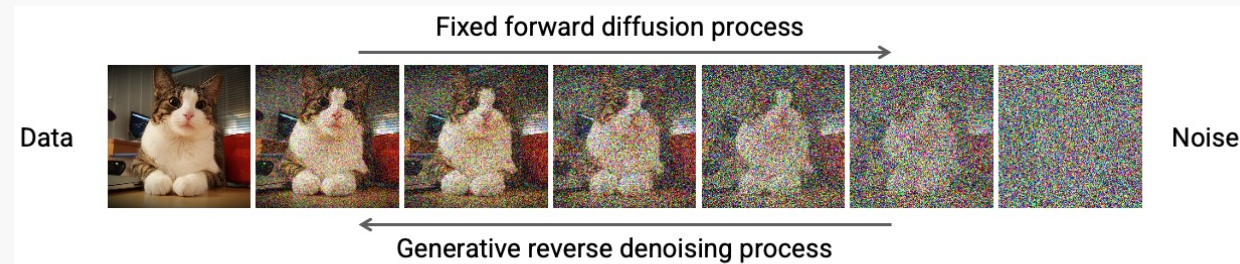 Fixed forward diffusion process
Data
Noise
Generative reverse denoising process